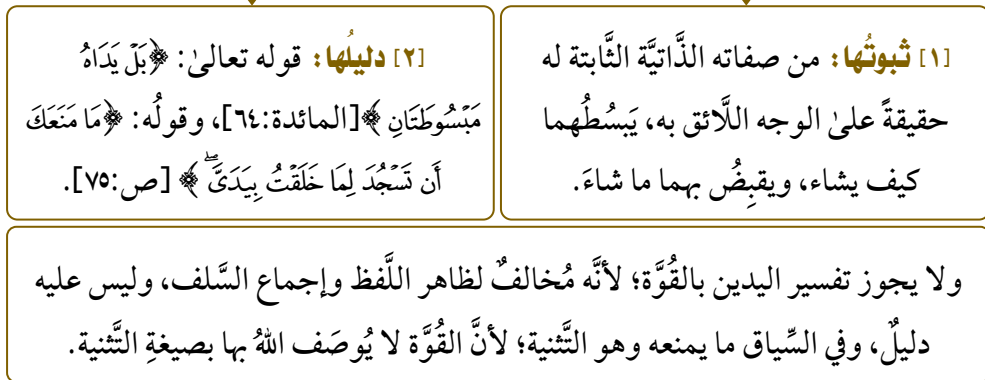 [١] ثبوتُها: من صفاته الذَّاتيَّة الثَّابتة له
حقيقةً علىٰ الوجه اللَّائق به، يَبسُطُهما
كيف يشاء، ويقبِضُ بهما ما شاءَ.
[٢] دليلُها: قوله تعالىٰ: ﴿بَلۡ يَدَاهُ
مَبۡسُوطَتَانِ﴾ [المائدة:٦٤]، وقولُه: ﴿مَا مَنَعَكَ
أَن تَسۡجُدَ لِمَا خَلَقۡتُ بِيَدَيَّۖ﴾ [ص:٧٥].
ولا يجوز تفسير اليدين بالقُوَّة؛ لأنَّه مُخالفٌ لظاهر اللَّفظ وإجماع السَّلف، وليس عليه
دليلٌ، وفي السِّياق ما يمنعه وهو التَّثنية؛ لأنَّ القُوَّة لا يُوصَف اللهُ بها بصيغةِ التَّثنية.